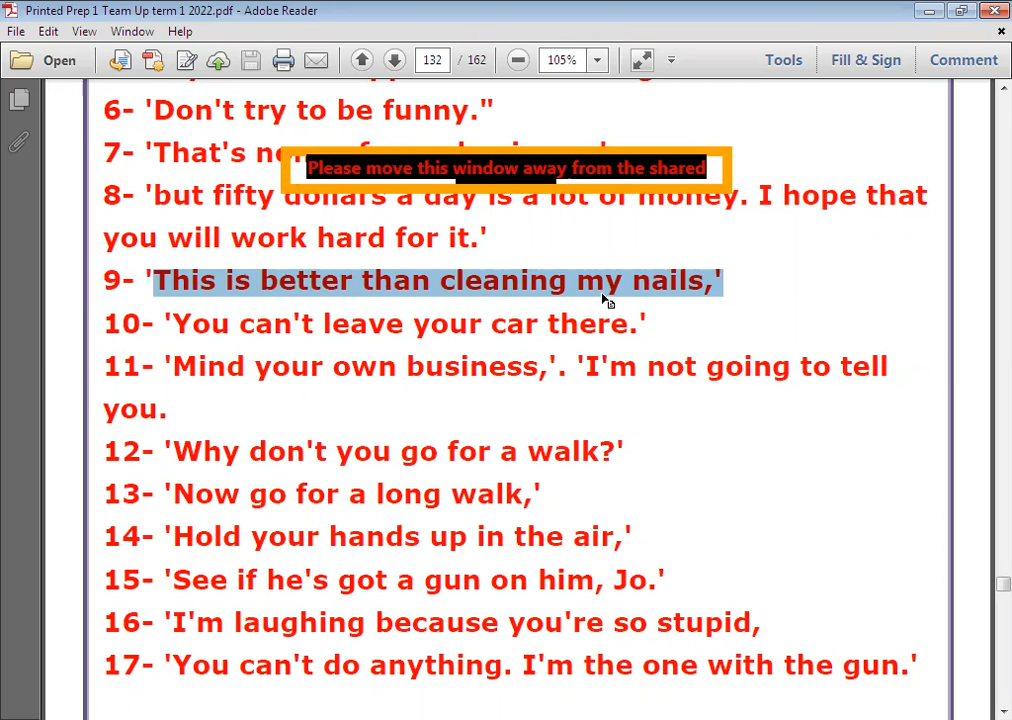 Printed Prep 1 Team Up term 1 2022.pdf - Adobe Reader
File Edit View Window Help
Open 132 / 162 105% Tools Fill & Sign Comment
6- 'Don't try to be funny."
7- 'That's
Please move this window away from the shared
8- 'but fifty dollars a day is a lot of money. I hope that
you will work hard for it.'
9- 'This is better than cleaning my nails,'
10- 'You can't leave your car there.'
11- 'Mind your own business,'. 'I'm not going to tell
you.
12- 'Why don't you go for a walk?'
13- 'Now go for a long walk,'
14- 'Hold your hands up in the air,'
15- 'See if he's got a gun on him, Jo.'
16- 'I'm laughing because you're so stupid,
17- 'You can't do anything. I'm the one with the gun.'